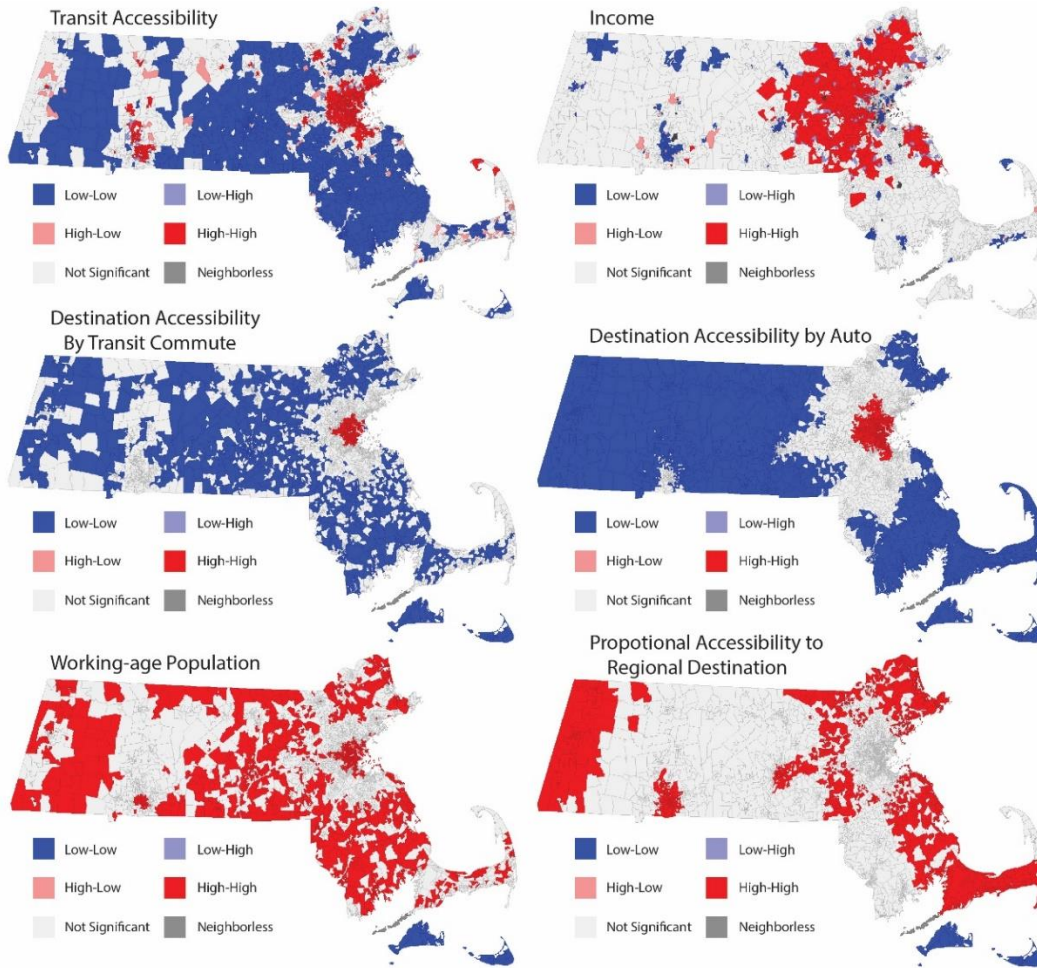 Transit Accessibility
Income
Low-Low
Low-High
High-Low
High-High
Not Significant
Neighborless
Low-Low
Low-High
High-Low
High-High
Not Significant
Neighborless
Destination Accessibility
By Transit Commute
Destination Accessibility by Auto
Low-Low
Low-High
High-Low
High-High
Not Significant
Neighborless
Low-Low
Low-High
High-Low
High-High
Not Significant
Neighborless
Working-age Population
Propotional Accessibility to
Regional Destination
Low-Low
Low-High
High-Low
High-High
Not Significant
Neighborless
Low-Low
Low-High
High-Low
High-High
Not Significant
Neighborless